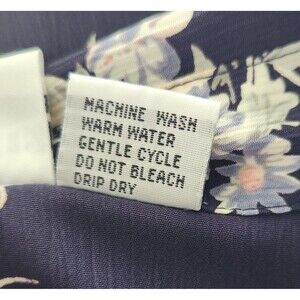 MACHINE WASH
WARM WATER
GENTLE CYCLE
DO NOT BLEACH
DRIP DRY